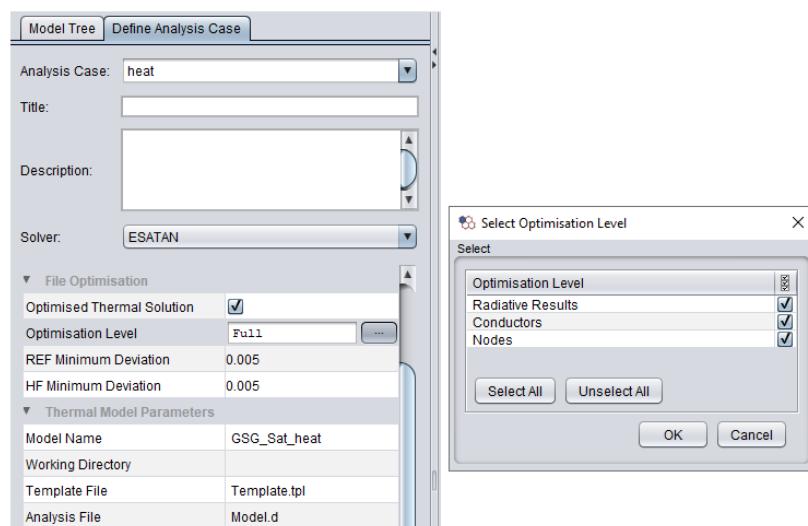 Model Tree Define Analysis Case
Analysis Case: heat
Title:
Description:
Solver: ESATAN
File Optimisation
Optimised Thermal Solution
Optimisation Level Full ...
REF Minimum Deviation 0.005
HF Minimum Deviation 0.005
Thermal Model Parameters
Model Name GSG_Sat_heat
Working Directory
Template File Template.tpl
Analysis File Model.d
Select Optimisation Level
Select
Optimisation Level
Radiative Results
Conductors
Nodes
Select All Unselect All
OK Cancel